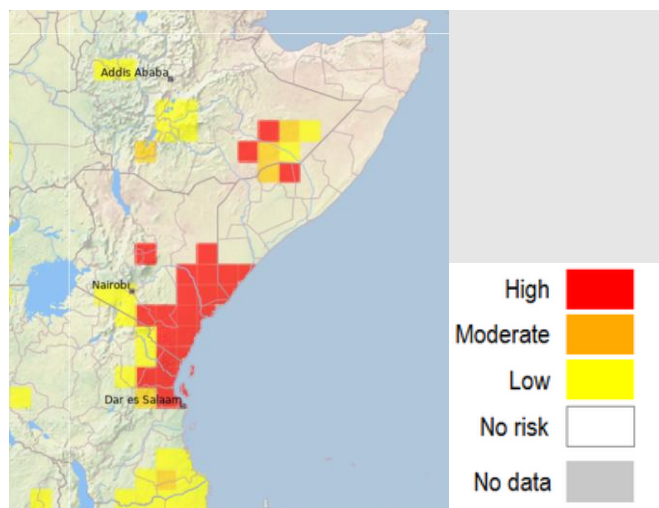 Addis Ababa
Nairobi
Dar es Salaam
High
Moderate
Low
No risk
No data